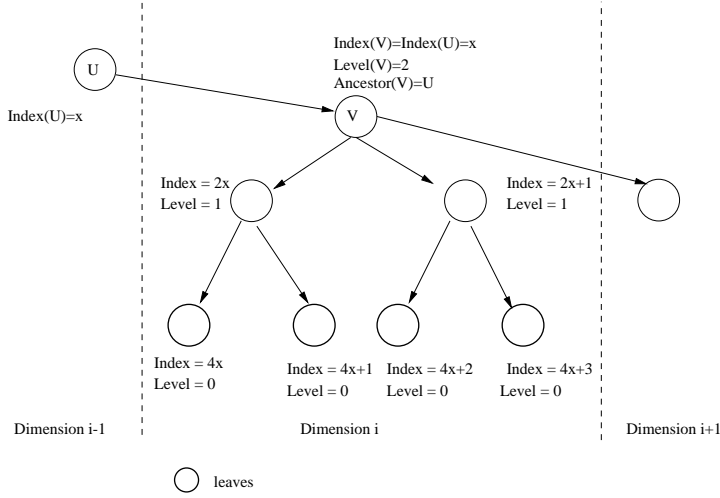 Index(V)=Index(U)=x
Level(V)=2
Ancestor(V)=U
U
V
Index(U)=x
Index = 2x
Level = 1
Index = 2x+1
Level = 1
Index = 4x
Level = 0
Index = 4x+1
Level = 0
Index = 4x+2
Level = 0
Index = 4x+3
Level = 0
Dimension i-1
Dimension i
Dimension i+1
leaves